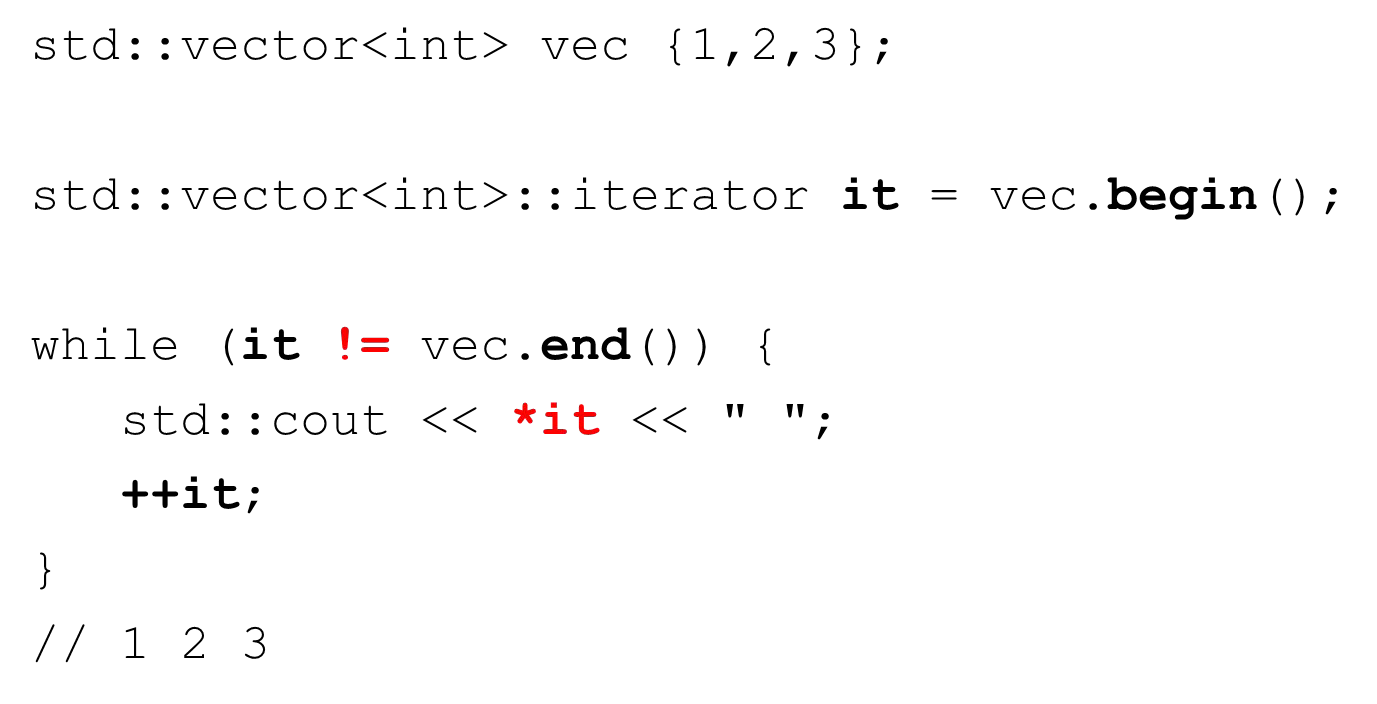 std::vector<int> vec {1,2,3};
std::vector<int>::iterator it = vec.begin();
while (it != vec.end()) {
std::cout << *it << " ";
++it;
}
// 1 2 3